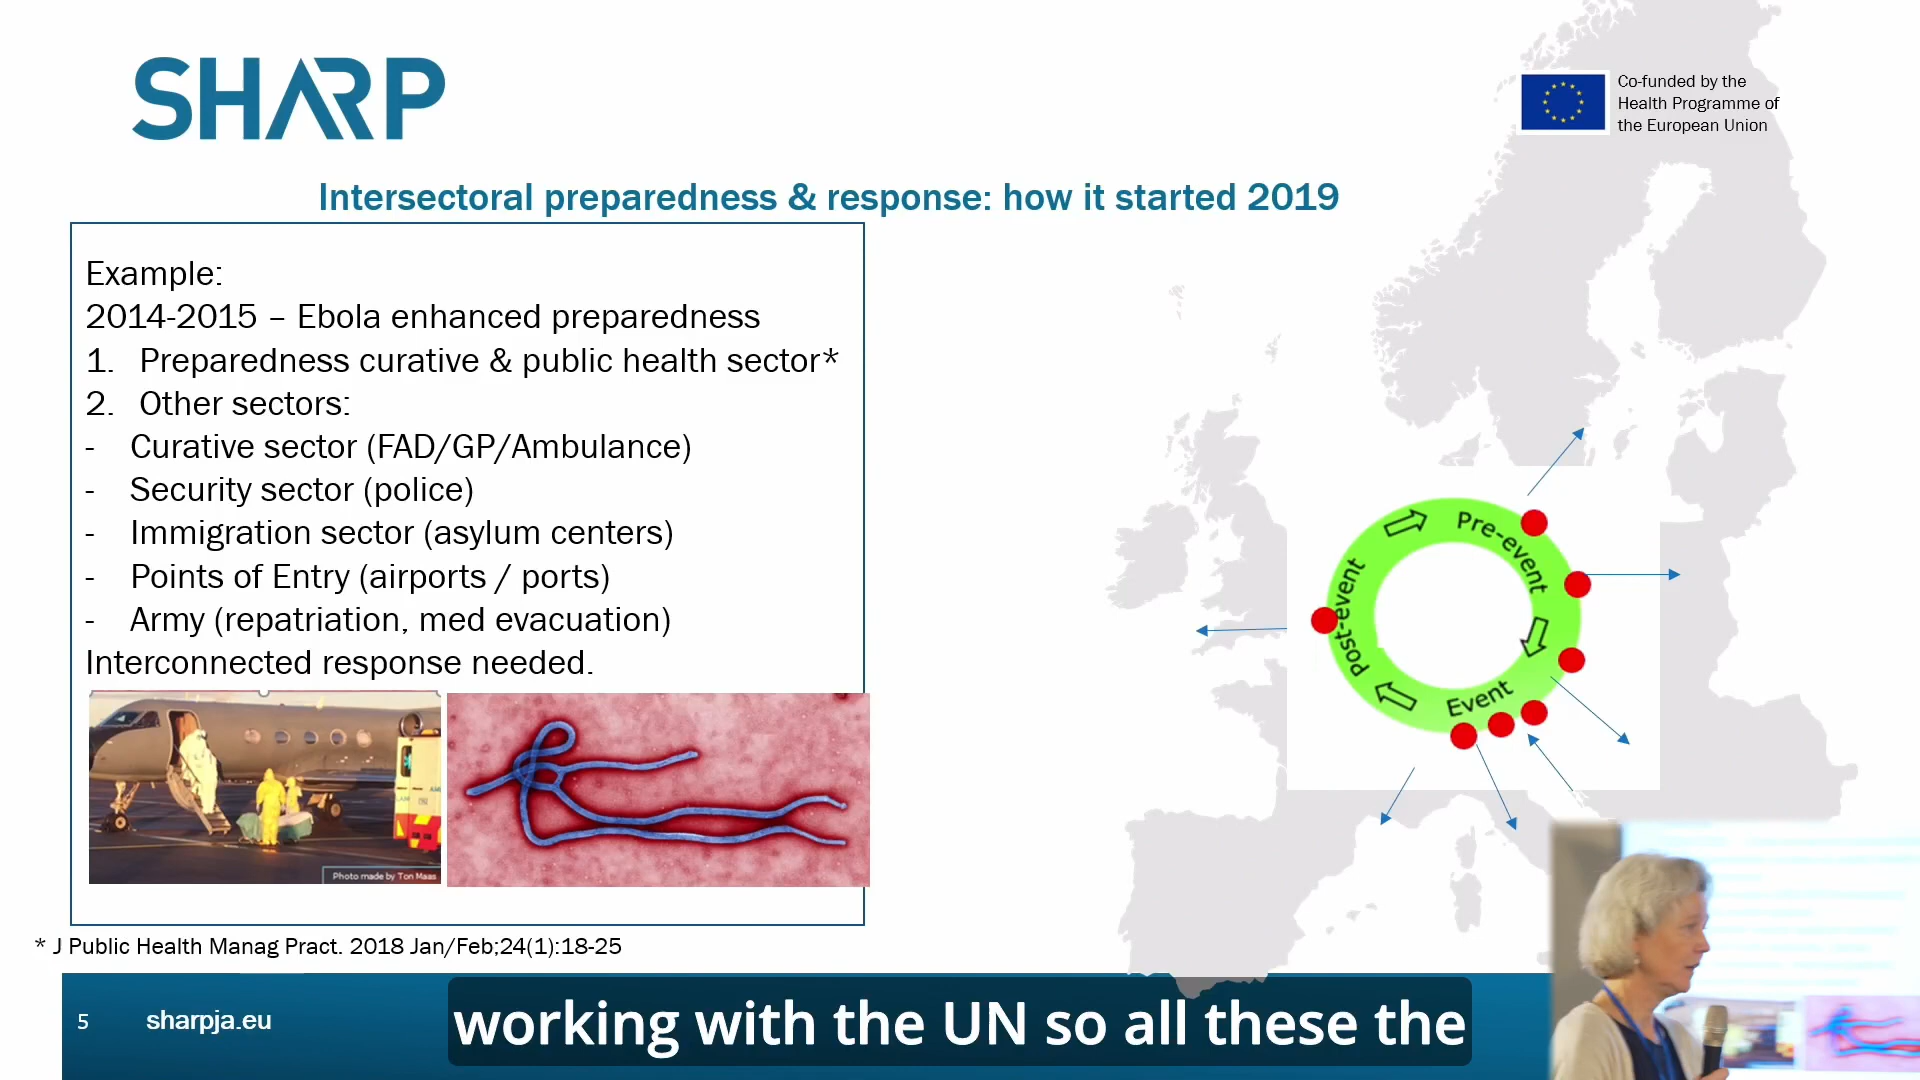 SHARP
Co-funded by the
Health Programme of
the European Union
Intersectoral preparedness & response: how it started 2019
Example:
2014-2015 – Ebola enhanced preparedness
1. Preparedness curative & public health sector*
2. Other sectors:
- Curative sector (FAD/GP/Ambulance)
- Security sector (police)
- Immigration sector (asylum centers)
- Points of Entry (airports / ports)
- Army (repatriation, med evacuation)
Interconnected response needed.
Pre-event
Event
Post-event
Photo made by Ton Maas
* J Public Health Manag Pract. 2018 Jan/Feb;24(1):18-25
5
sharpja.eu
working with the UN so all these the